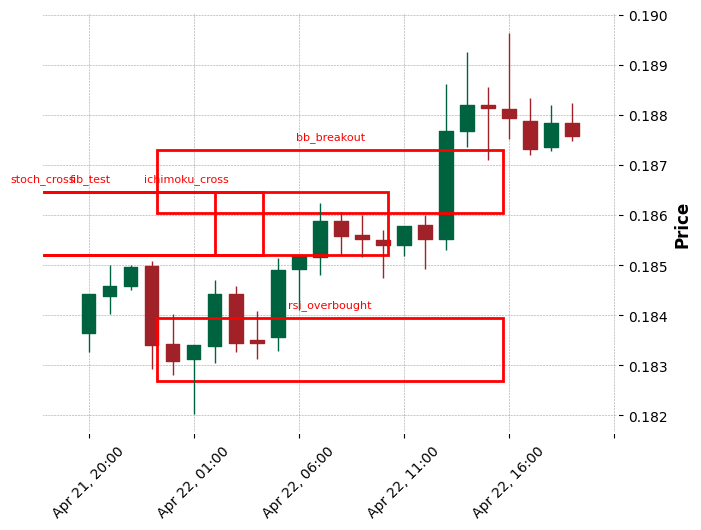 0.190
0.189
0.188
bb_breakout
0.187
stoch_cross
fib_test
ichimoku_cross
0.186
Price
0.185
rsi_overbought
0.184
0.183
0.182
Apr 21, 20:00
Apr 22, 01:00
Apr 22, 06:00
Apr 22, 11:00
Apr 22, 16:00